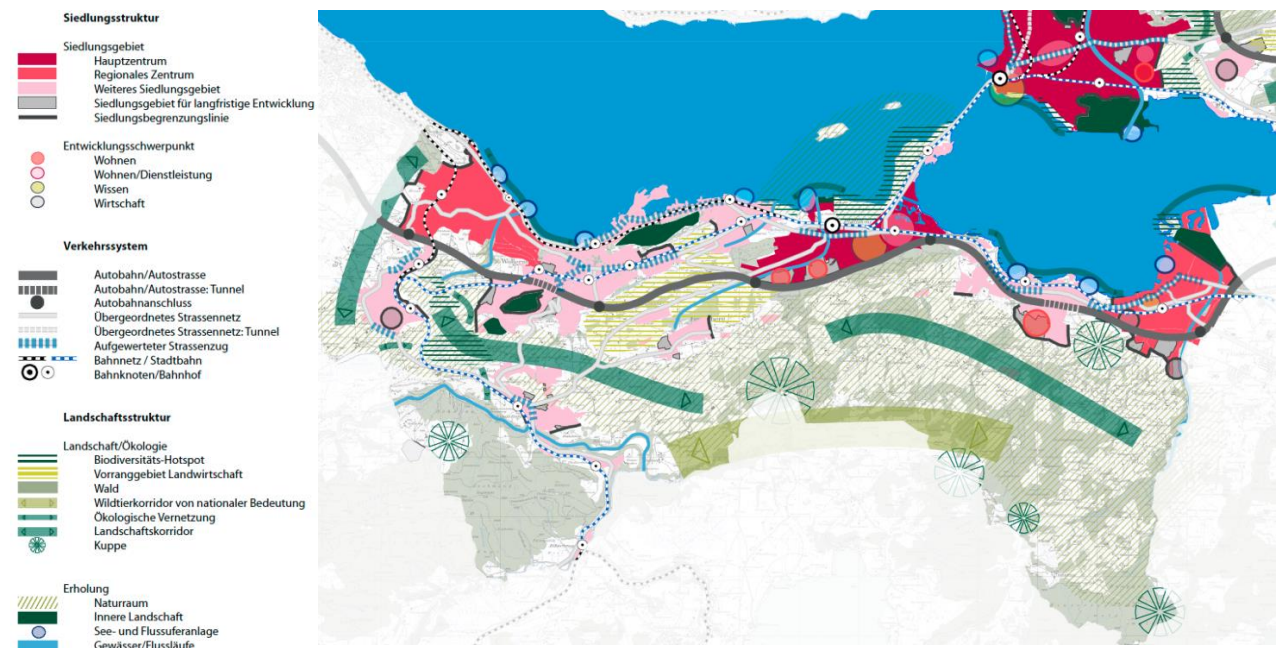 Siedlungsstruktur
Siedlungsgebiet
Hauptzentrum
Regionales Zentrum
Weiteres Siedlungsgebiet
Siedlungsgebiet für langfristige Entwicklung
Siedlungsbegrenzungslinie
Entwicklungsschwerpunkt
Wohnen
Wohnen/Dienstleistung
Wissen
Wirtschaft
Verkehrssystem
Autobahn/Autostrasse
Autobahn/Autostrasse: Tunnel
Autobahnanschluss
Übergeordnetes Strassennetz
Übergeordnetes Strassennetz: Tunnel
Aufgewerteter Strassenzug
Bahnnetz / Stadtbahn
Bahnknoten/Bahnhof
Landschaftsstruktur
Landschaft/Ökologie
Biodiversitäts-Hotspot
Vorranggebiet Landwirtschaft
Wald
Wildtierkorridor von nationaler Bedeutung
Ökologische Vernetzung
Landschaftskorridor
Kuppe
Erholung
Naturraum
Innere Landschaft
See- und Flussuferanlage
Gewässer/Flussläufe